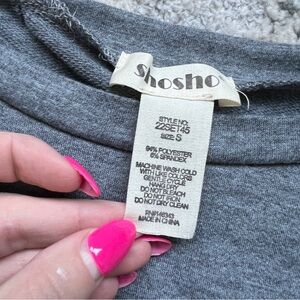 shosho
STYLE NO:
22SET45
SIZE: S
94% POLYESTER
6% SPANDEX
MACHINE WASH COLD
WITH LIKE COLORS
GENTLE CYCLE
HANG DRY
DO NOT BLEACH
DO NOT IRON
DO NOT DRY CLEAN
MADE IN CHINA